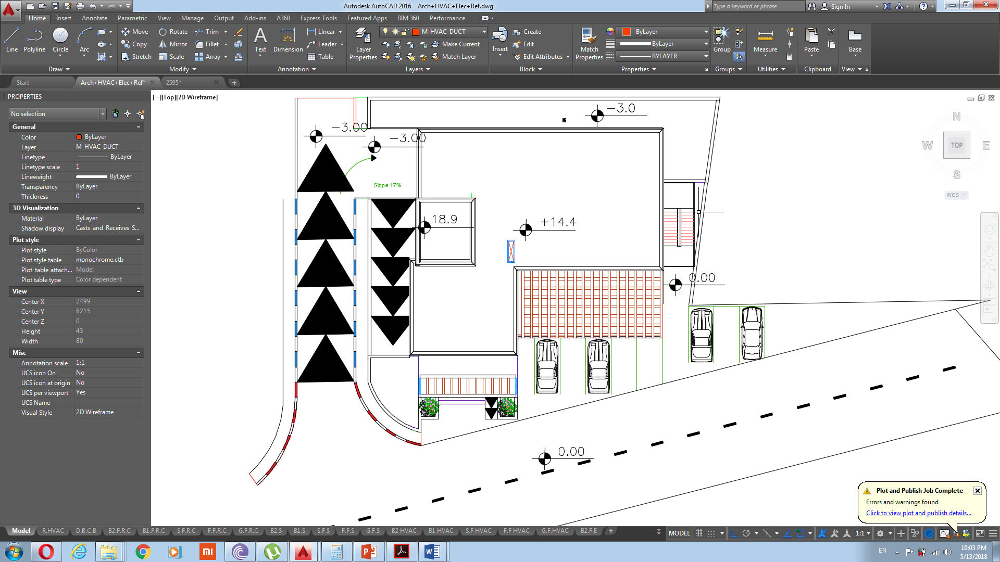 Autodesk AutoCAD 2016 Arch+HVAC+Elec+Ref.dwg
Type a keyword or phrase
Sign In
Home Insert Annotate Parametric View Manage Output Add-ins A360 Express Tools Featured Apps BIM 360 Performance
Line Polyline Circle Arc
Move Rotate Trim
Copy Mirror Fillet
Stretch Scale Array
Text Dimension
Linear
Leader
Table
Layer Properties
M-HVAC-DUCT
Make Current
Match Layer
Insert
Create
Edit
Edit Attributes
Match Properties
ByLayer
ByLayer
BYLAYER
Group
Measure
Paste
Base
Draw Modify Annotation Layers Block Properties Groups Utilities Clipboard View
Start Arch+HVAC+Elec+Ref* 2595*
PROPERTIES
No selection
General
Color ByLayer
Layer M-HVAC-DUCT
Linetype ByLayer
Linetype scale 1
Lineweight ByLayer
Transparency ByLayer
Thickness 0
3D Visualization
Material ByLayer
Shadow display Casts and Receives S...
Plot style
Plot style ByColor
Plot style table monochrome.ctb
Plot table attach... Model
Plot table type Color dependent
View
Center X 2499
Center Y 6215
Center Z 0
Height 43
Width 80
Misc
Annotation scale 1:1
UCS icon On No
UCS icon at origin No
UCS per viewport Yes
UCS Name
Visual Style 2D Wireframe
[−][Top][2D Wireframe]
−3.0
−3.00
−3.00
Slope 17%
18.9
+14.4
0.00
0.00
N
W TOP E
S
WCS
Plot and Publish Job Complete
Errors and warnings found
Click to view plot and publish details...
Model R.HVAC D.B.C.B B2.F.R.C B1.F.R.C S.F.R.C F.F.R.C G.F.R.C B2.S B1.S S.F.S F.F.S G.F.S B2 HVAC B1 HVAC S.F HVAC F.F HVAC G.F.HVAC B2.F.E
MODEL 1:1
mi
EN
10:03 PM
5/13/2018